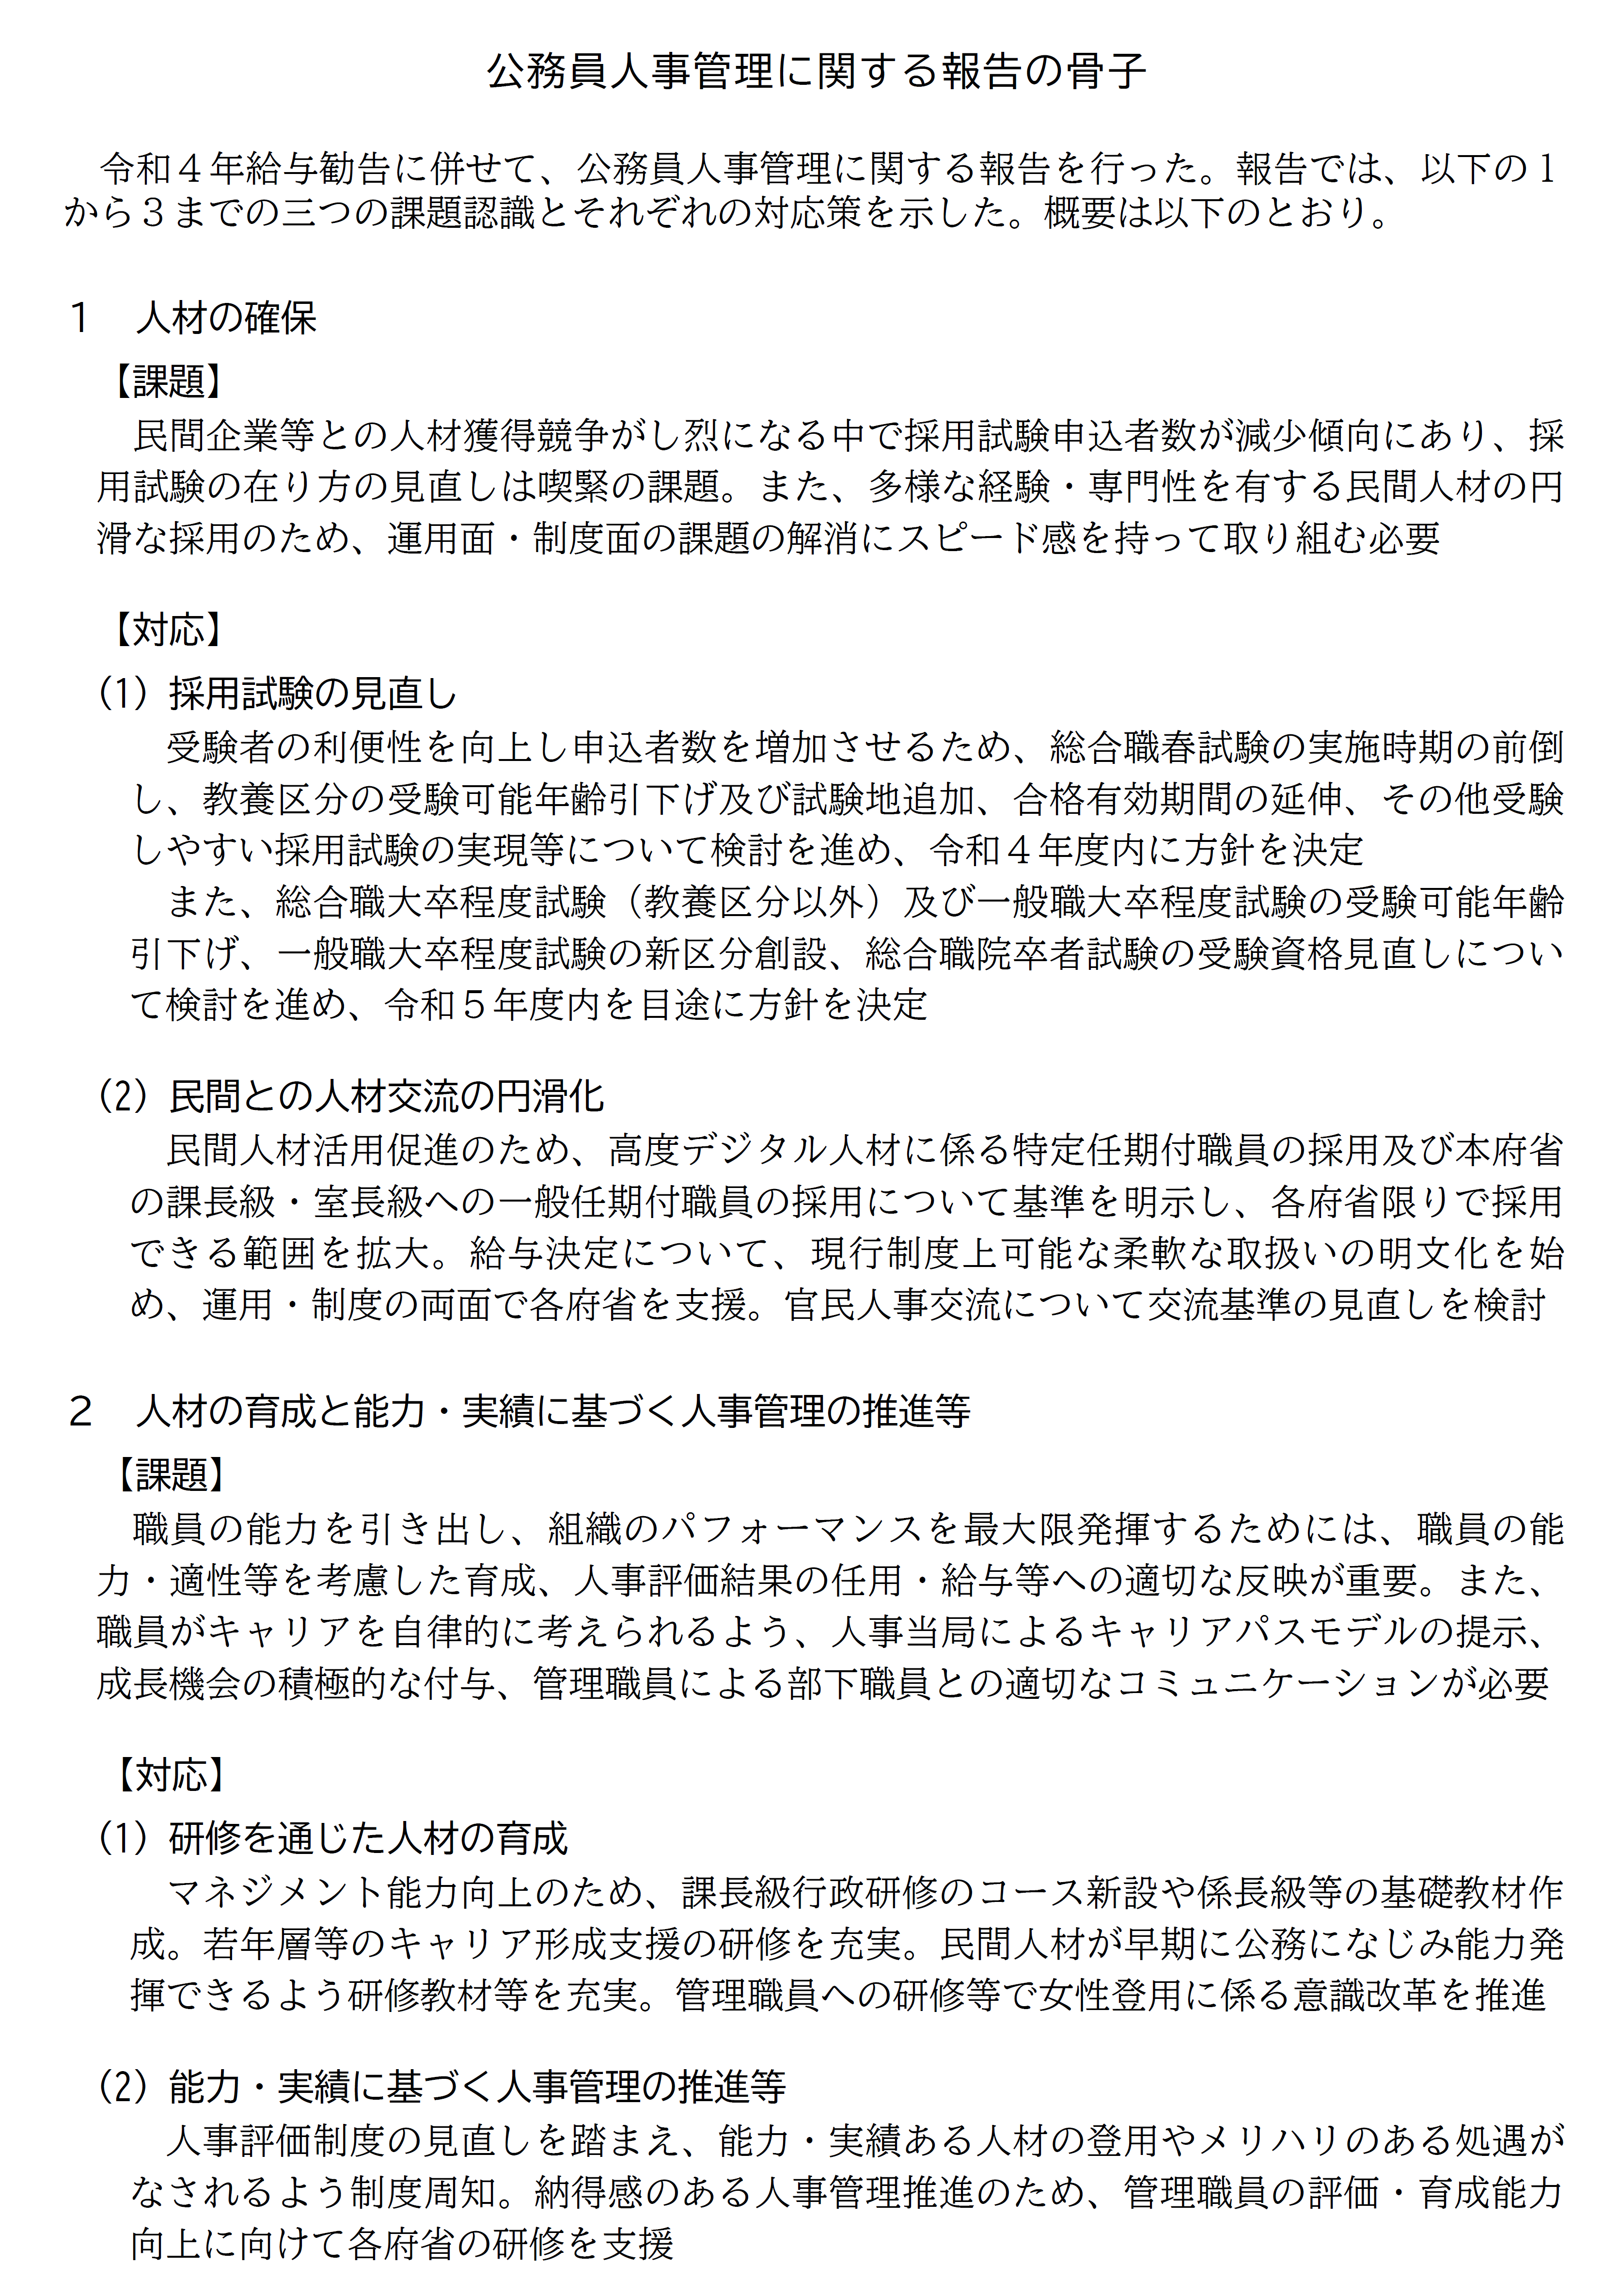 公務員人事管理に関する報告の骨子
令和４年給与勧告に併せて、公務員人事管理に関する報告を行った。報告では、以下の１
から３までの三つの課題認識とそれぞれの対応策を示した。概要は以下のとおり。
１　人材の確保
【課題】
民間企業等との人材獲得競争がし烈になる中で採用試験申込者数が減少傾向にあり、採
用試験の在り方の見直しは喫緊の課題。また、多様な経験・専門性を有する民間人材の円
滑な採用のため、運用面・制度面の課題の解消にスピード感を持って取り組む必要
【対応】
(1) 採用試験の見直し
受験者の利便性を向上し申込者数を増加させるため、総合職春試験の実施時期の前倒
し、教養区分の受験可能年齢引下げ及び試験地追加、合格有効期間の延伸、その他受験
しやすい採用試験の実現等について検討を進め、令和４年度内に方針を決定
また、総合職大卒程度試験（教養区分以外）及び一般職大卒程度試験の受験可能年齢
引下げ、一般職大卒程度試験の新区分創設、総合職院卒者試験の受験資格見直しについ
て検討を進め、令和５年度内を目途に方針を決定
(2) 民間との人材交流の円滑化
民間人材活用促進のため、高度デジタル人材に係る特定任期付職員の採用及び本府省
の課長級・室長級への一般任期付職員の採用について基準を明示し、各府省限りで採用
できる範囲を拡大。給与決定について、現行制度上可能な柔軟な取扱いの明文化を始
め、運用・制度の両面で各府省を支援。官民人事交流について交流基準の見直しを検討
２　人材の育成と能力・実績に基づく人事管理の推進等
【課題】
職員の能力を引き出し、組織のパフォーマンスを最大限発揮するためには、職員の能
力・適性等を考慮した育成、人事評価結果の任用・給与等への適切な反映が重要。また、
職員がキャリアを自律的に考えられるよう、人事当局によるキャリアパスモデルの提示、
成長機会の積極的な付与、管理職員による部下職員との適切なコミュニケーションが必要
【対応】
(1) 研修を通じた人材の育成
マネジメント能力向上のため、課長級行政研修のコース新設や係長級等の基礎教材作
成。若年層等のキャリア形成支援の研修を充実。民間人材が早期に公務になじみ能力発
揮できるよう研修教材等を充実。管理職員への研修等で女性登用に係る意識改革を推進
(2) 能力・実績に基づく人事管理の推進等
人事評価制度の見直しを踏まえ、能力・実績ある人材の登用やメリハリのある処遇が
なされるよう制度周知。納得感のある人事管理推進のため、管理職員の評価・育成能力
向上に向けて各府省の研修を支援